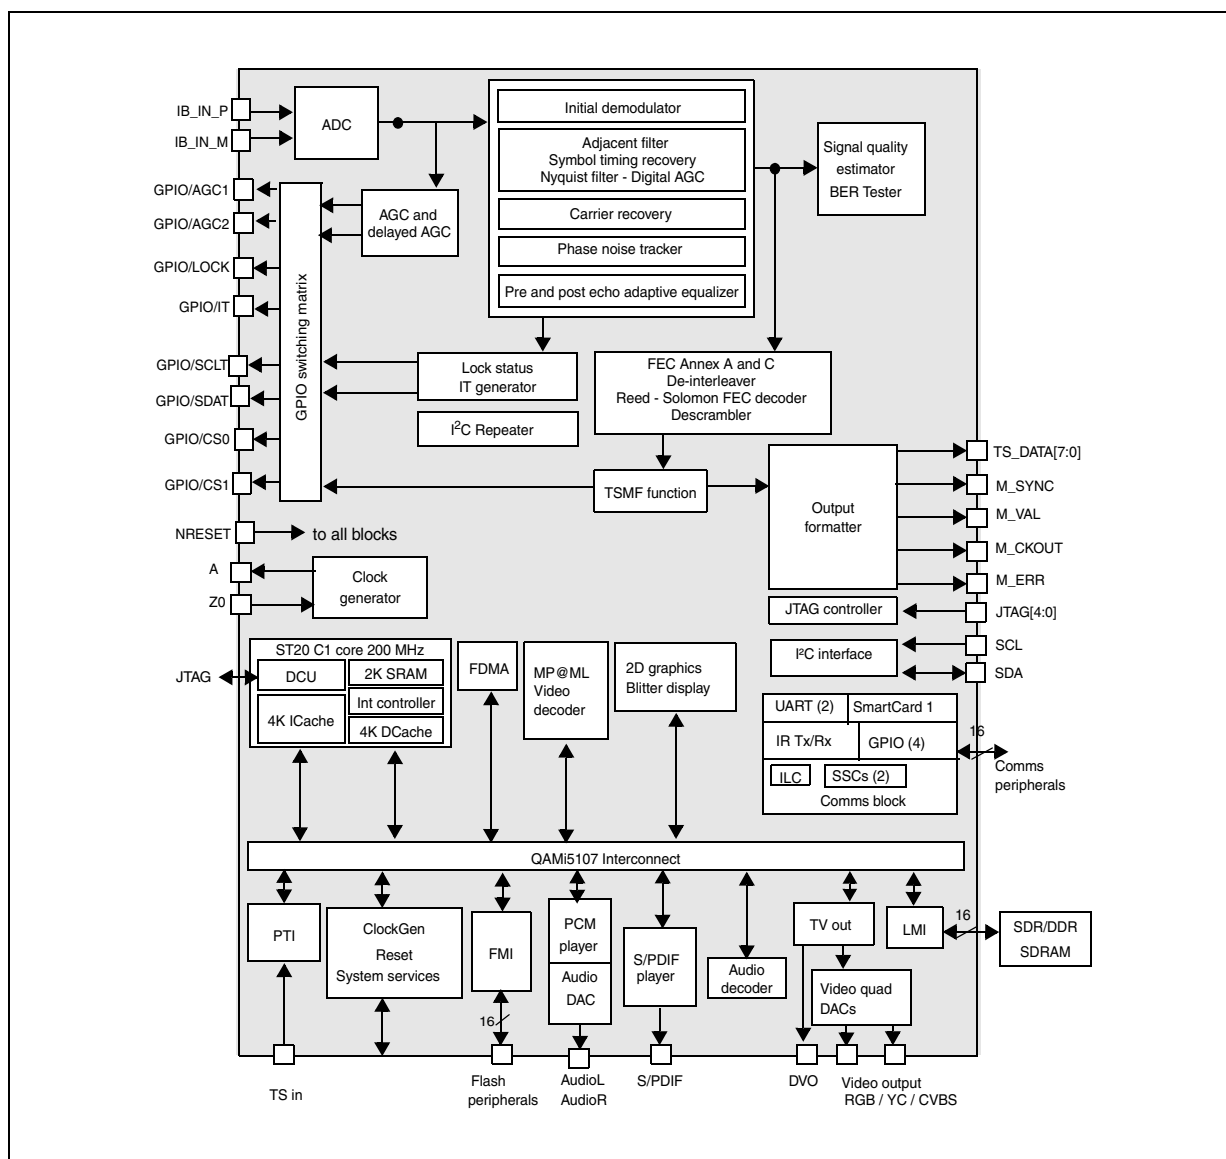 IB_IN_P
IB_IN_M
ADC
Initial demodulator
Adjacent filter
Symbol timing recovery
Nyquist filter - Digital AGC
Carrier recovery
Phase noise tracker
Pre and post echo adaptive equalizer
Signal quality
estimator
BER Tester
GPIO/AGC1
GPIO/AGC2
GPIO/LOCK
GPIO/IT
GPIO/SCLT
GPIO/SDAT
GPIO/CS0
GPIO/CS1
GPIO switching matrix
AGC and
delayed AGC
Lock status
IT generator
I²C Repeater
FEC Annex A and C
De-interleaver
Reed - Solomon FEC decoder
Descrambler
TSMF function
Output
formatter
TS_DATA[7:0]
M_SYNC
M_VAL
M_CKOUT
M_ERR
NRESET
to all blocks
A
Z0
Clock
generator
JTAG controller
JTAG[4:0]
I²C interface
SCL
SDA
JTAG
ST20 C1 core 200 MHz
DCU
2K SRAM
4K ICache
Int controller
4K DCache
FDMA
MP@ML
Video
decoder
2D graphics
Blitter display
UART (2)
SmartCard 1
IR Tx/Rx
GPIO (4)
ILC
SSCs (2)
Comms block
16
Comms
peripherals
QAMi5107 Interconnect
PTI
ClockGen
Reset
System services
FMI
PCM
player
Audio
DAC
S/PDIF
player
Audio
decoder
TV out
LMI
16
SDR/DDR
SDRAM
Video quad
DACs
16
TS in
Flash
peripherals
AudioL
AudioR
S/PDIF
DVO
Video output
RGB / YC / CVBS